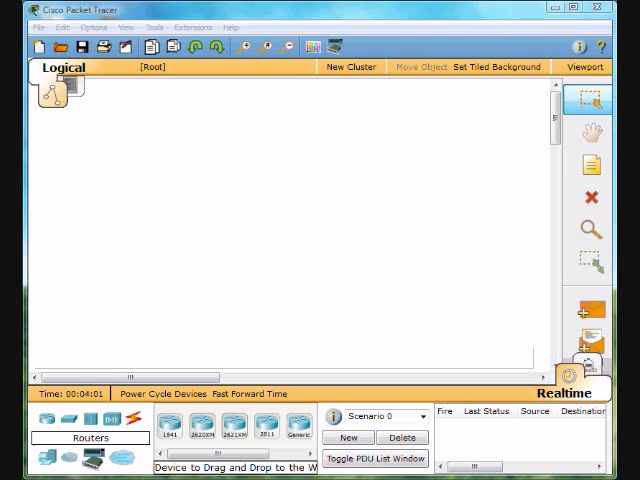 Cisco Packet Tracer
File Edit Options View Tools Extensions Help
Logical [Root] New Cluster Move Object Set Tiled Background Viewport
Time: 00:04:01 Power Cycle Devices Fast Forward Time Realtime
Scenario 0
Fire Last Status Source Destination
1841 2620XM 2621XM 2811 Generic
Routers
New Delete
Toggle PDU List Window
Device to Drag and Drop to the W